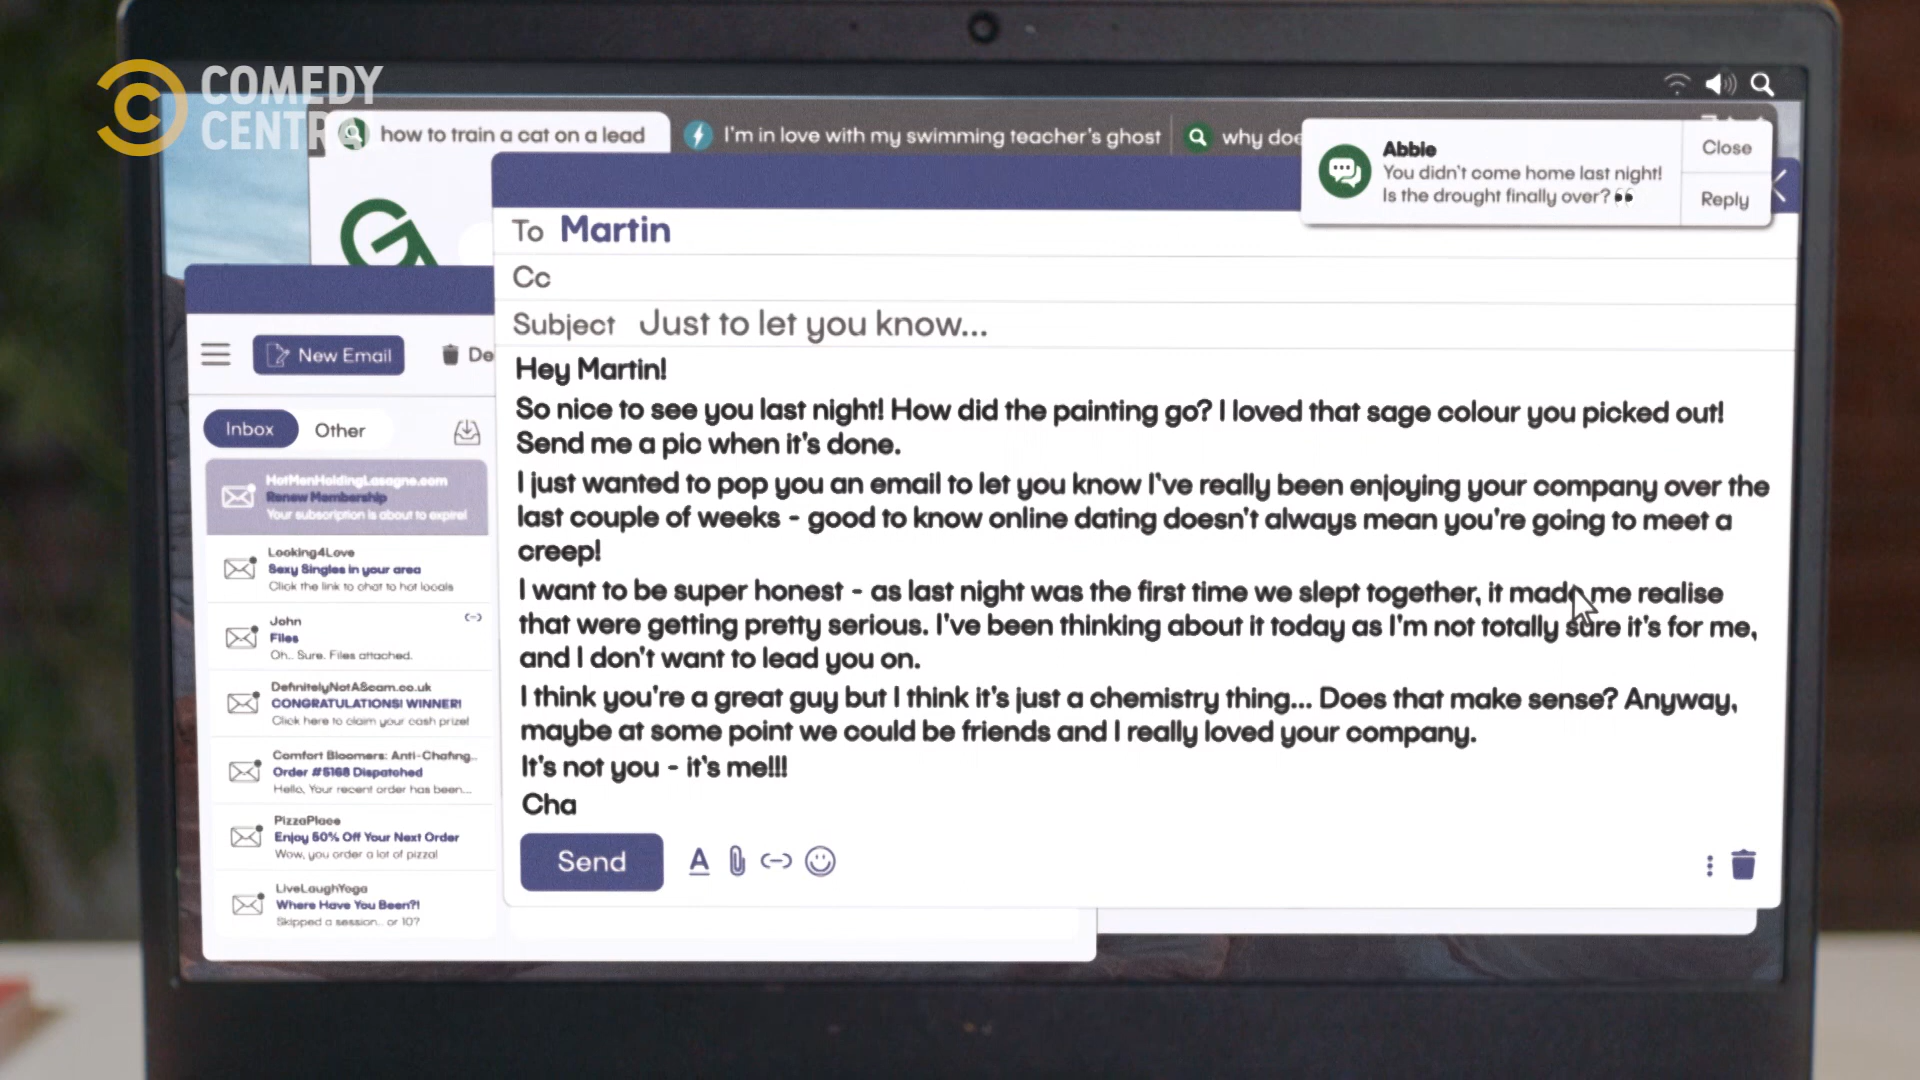 COMEDY
CENTR
how to train a cat on a lead
I'm in love with my swimming teacher's ghost
why doe
Abbie
You didn't come home last night!
Is the drought finally over?
Close
Reply
To Martin
Cc
Subject Just to let you know...
New Email
De
Inbox
Other
Hey Martin!
So nice to see you last night! How did the painting go? I loved that sage colour you picked out!
Send me a pic when it's done.
I just wanted to pop you an email to let you know I've really been enjoying your company over the
last couple of weeks - good to know online dating doesn't always mean you're going to meet a
creep!
I want to be super honest - as last night was the first time we slept together, it made me realise
that were getting pretty serious. I've been thinking about it today as I'm not totally sure it's for me,
and I don't want to lead you on.
I think you're a great guy but I think it's just a chemistry thing... Does that make sense? Anyway,
maybe at some point we could be friends and I really loved your company.
It's not you - it's me!!!
Cha
Send
HotMenHoldingLasagne.com
Renew Membership
Your subscription is about to expire!
Looking4Love
Sexy Singles in your area
Click the link to chat to hot locals
John
Files
Oh.. Sure. Files attached.
DefinitelyNotAScam.co.uk
CONGRATULATIONS! WINNER!
Click here to claim your cash prize!
Comfort Bloomers: Anti-Chafing..
Order #5168 Dispatched
Hello, Your recent order has been...
PizzaPlace
Enjoy 50% Off Your Next Order
Wow, you order a lot of pizza!
LiveLaughYoga
Where Have You Been?!
Skipped a session.. or 10?